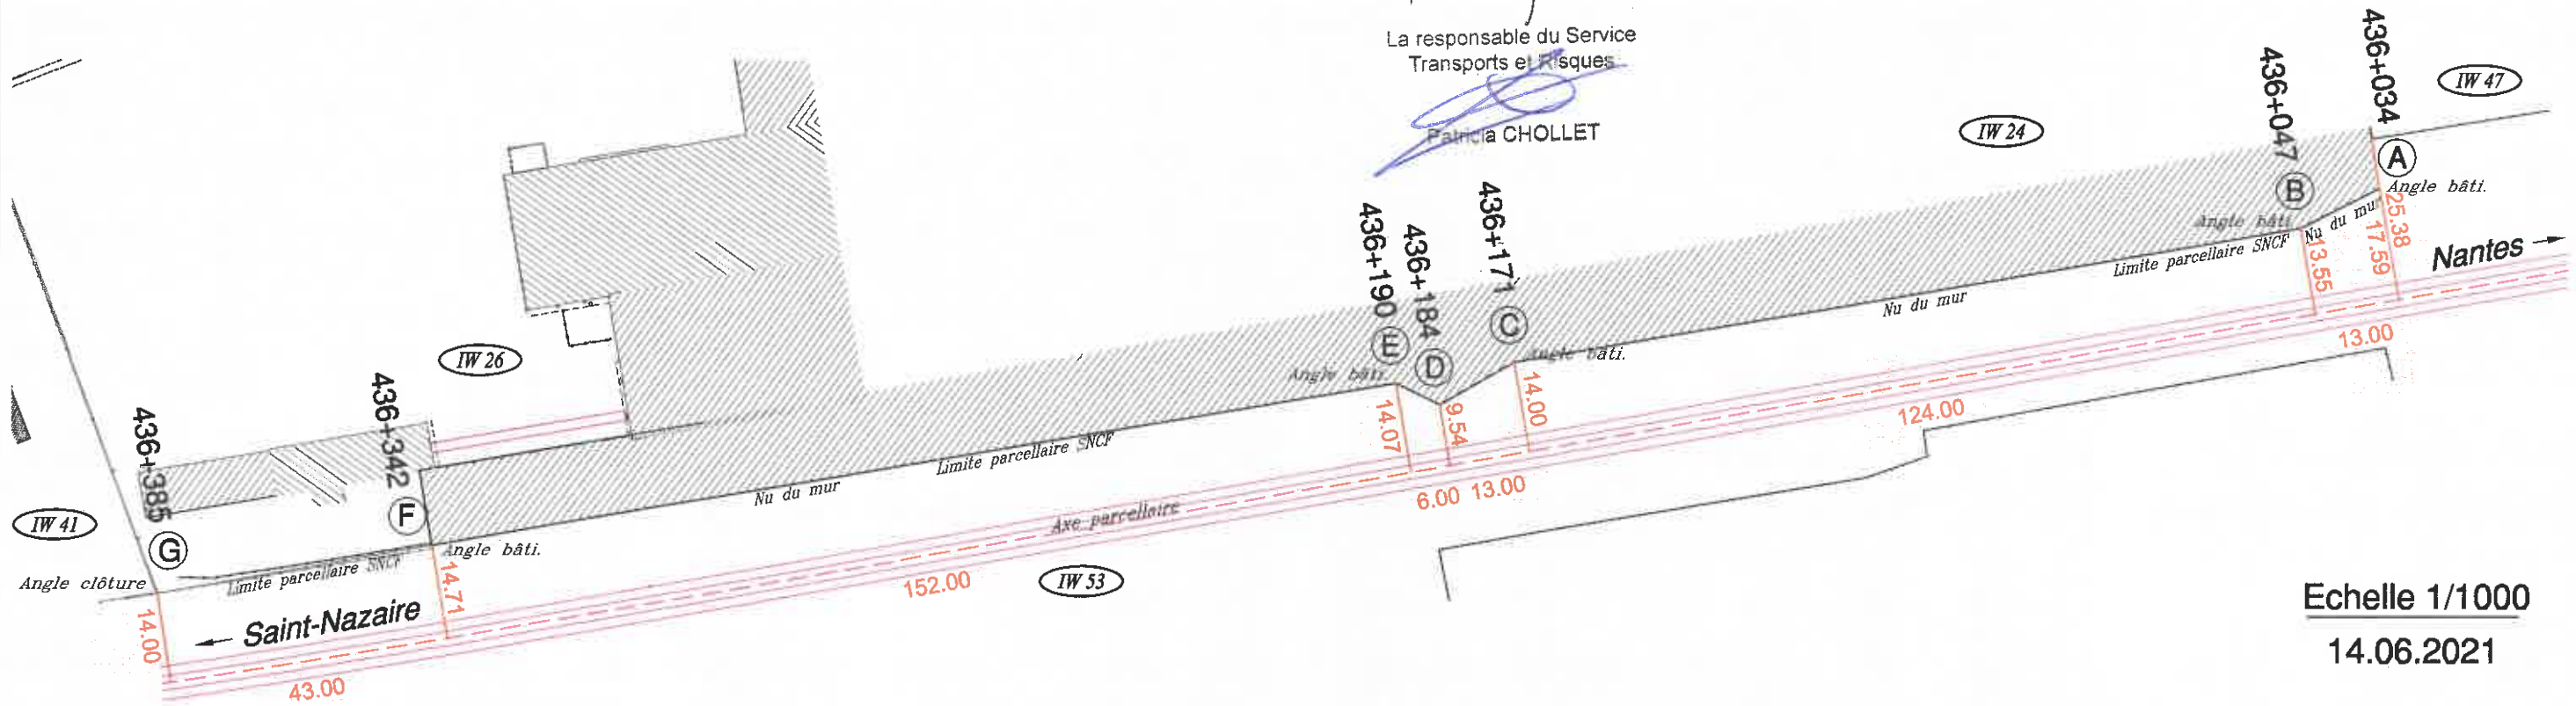 La responsable du Service
Transports et Risques
Patricia CHOLLET
436+034
IW 47
436+047
IW 24
A
B
Angle bâti.
Angle bâti
Nu du mur
25.38
17.59
13.55
Limite parcellaire SNCF
Nantes →
436+171
436+184
436+190
C
D
E
Angle bâti.
Angle bâti.
Nu du mur
13.00
14.00
9.54
14.07
124.00
6.00 13.00
IW 26
436+342
436+385
F
G
IW 41
Limite parcellaire SNCF
Nu du mur
Axe parcellaire
Angle bâti.
Angle clôture
Limite parcellaire SNCF
14.71
14.00
152.00
IW 53
← Saint-Nazaire
43.00
Echelle 1/1000
14.06.2021